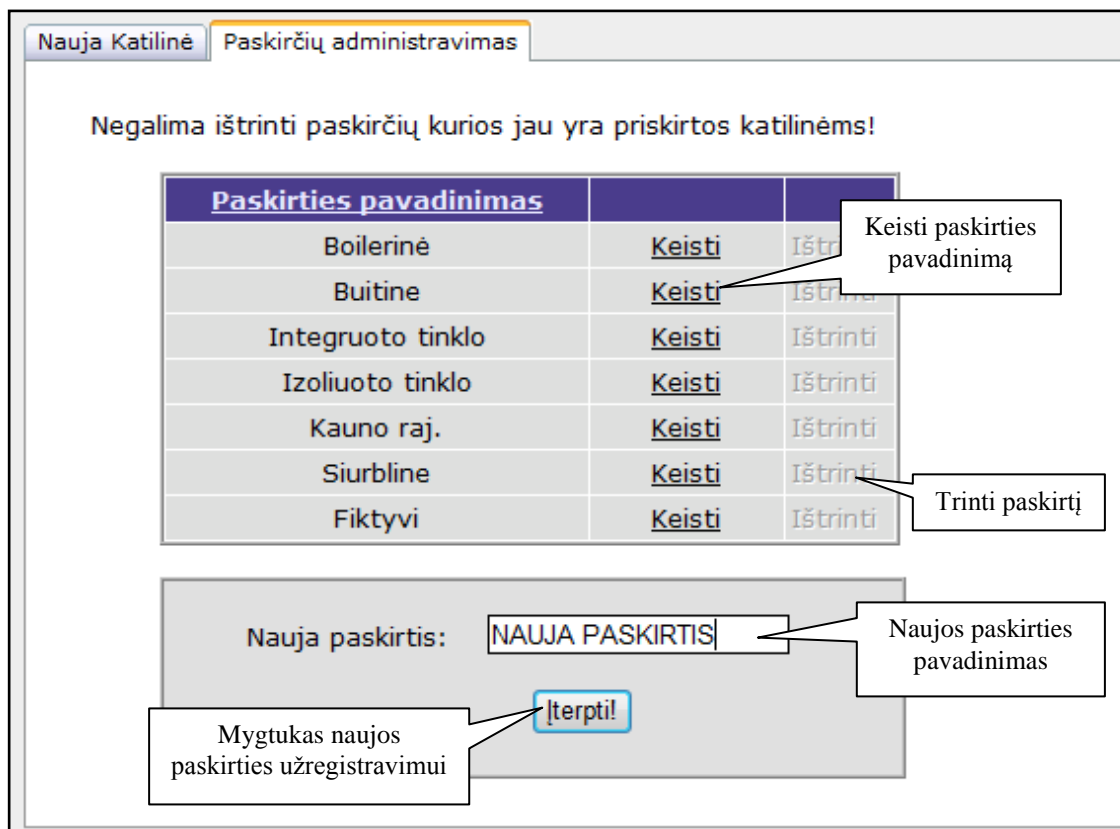 Nauja Katilinė Paskirčių administravimas
Negalima ištrinti paskirčių kurios jau yra priskirtos katilinėms!
Paskirties pavadinimas
Boilerinė Keisti
Buitine Keisti
Keisti paskirties
pavadinimą
Integruoto tinklo Keisti Ištrinti
Izoliuoto tinklo Keisti Ištrinti
Kauno raj. Keisti Ištrinti
Siurbline Keisti Ištrinti
Fiktyvi Keisti Ištrinti
Trinti paskirtį
Nauja paskirtis: NAUJA PASKIRTIS
Naujos paskirties
pavadinimas
Įterpti!
Mygtukas naujos
paskirties užregistravimui